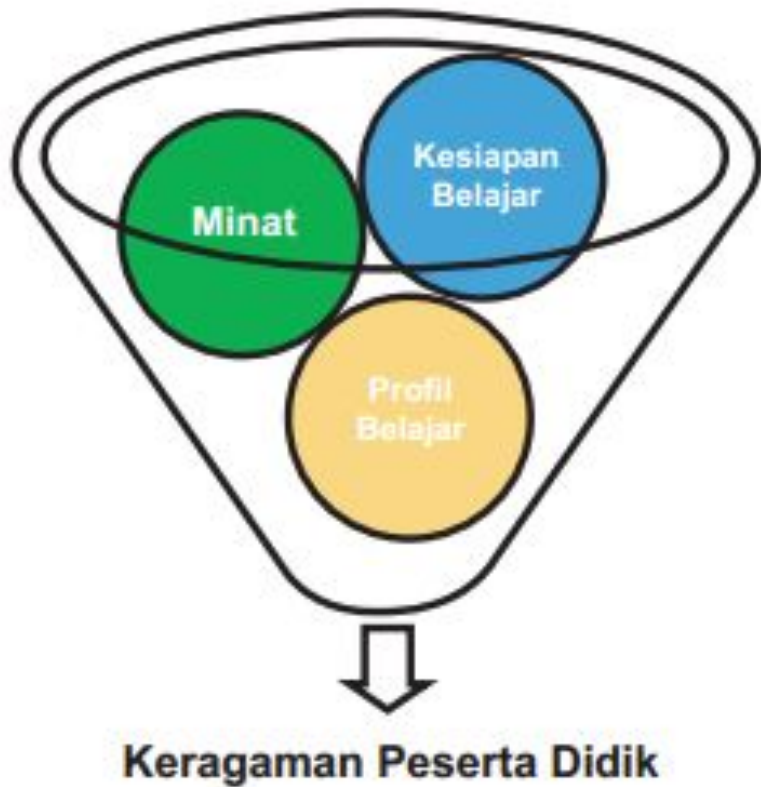 Kesiapan
Belajar
Minat
Profil
Belajar
Keragaman Peserta Didik